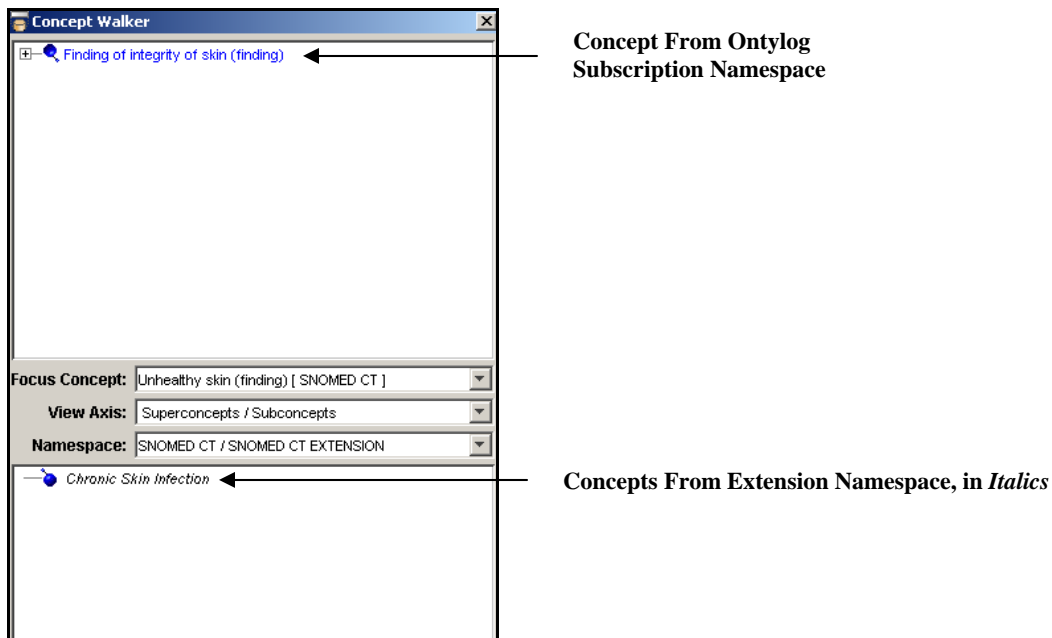 Concept Walker
Finding of integrity of skin (finding)
Concept From Ontylog
Subscription Namespace
Focus Concept: Unhealthy skin (finding) [ SNOMED CT ]
View Axis: Superconcepts / Subconcepts
Namespace: SNOMED CT / SNOMED CT EXTENSION
Chronic Skin Infection
Concepts From Extension Namespace, in Italics